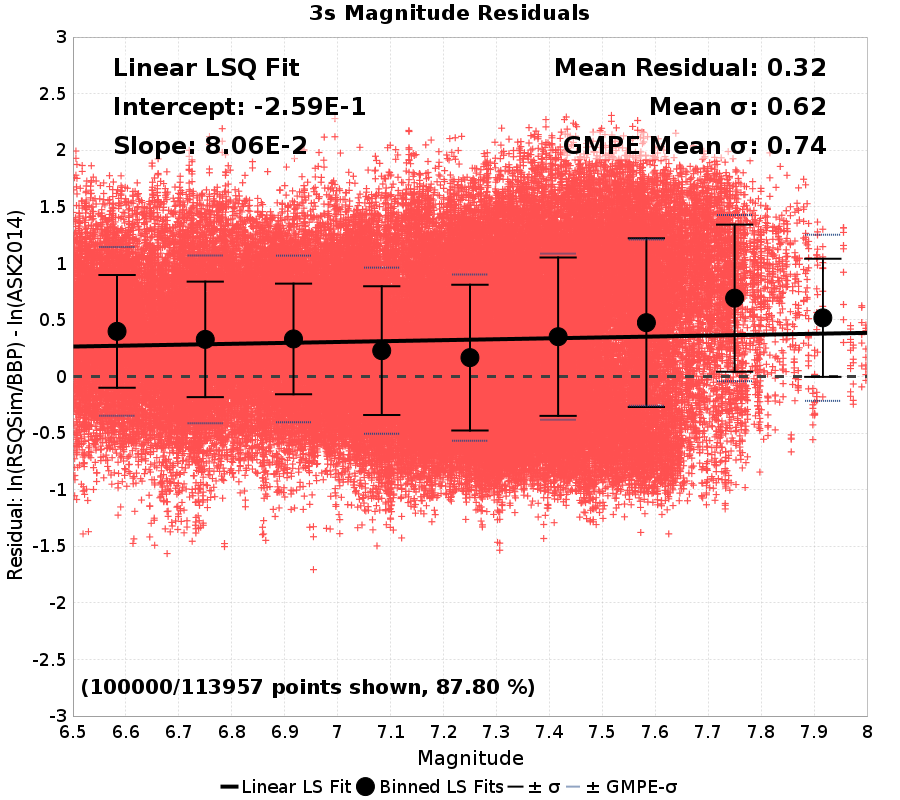 3s Magnitude Residuals
Linear LSQ Fit
Intercept: -2.59E-1
Slope: 8.06E-2
Mean Residual: 0.32
Mean σ: 0.62
GMPE Mean σ: 0.74
Residual: ln(RSQSim/BBP) - ln(ASK2014)
3
2.5
2
1.5
1
0.5
0
-0.5
-1
-1.5
-2
-2.5
-3
(100000/113957 points shown, 87.80 %)
6.5 6.6 6.7 6.8 6.9 7 7.1 7.2 7.3 7.4 7.5 7.6 7.7 7.8 7.9 8
Magnitude
Linear LS Fit Binned LS Fits ± σ ± GMPE-σ